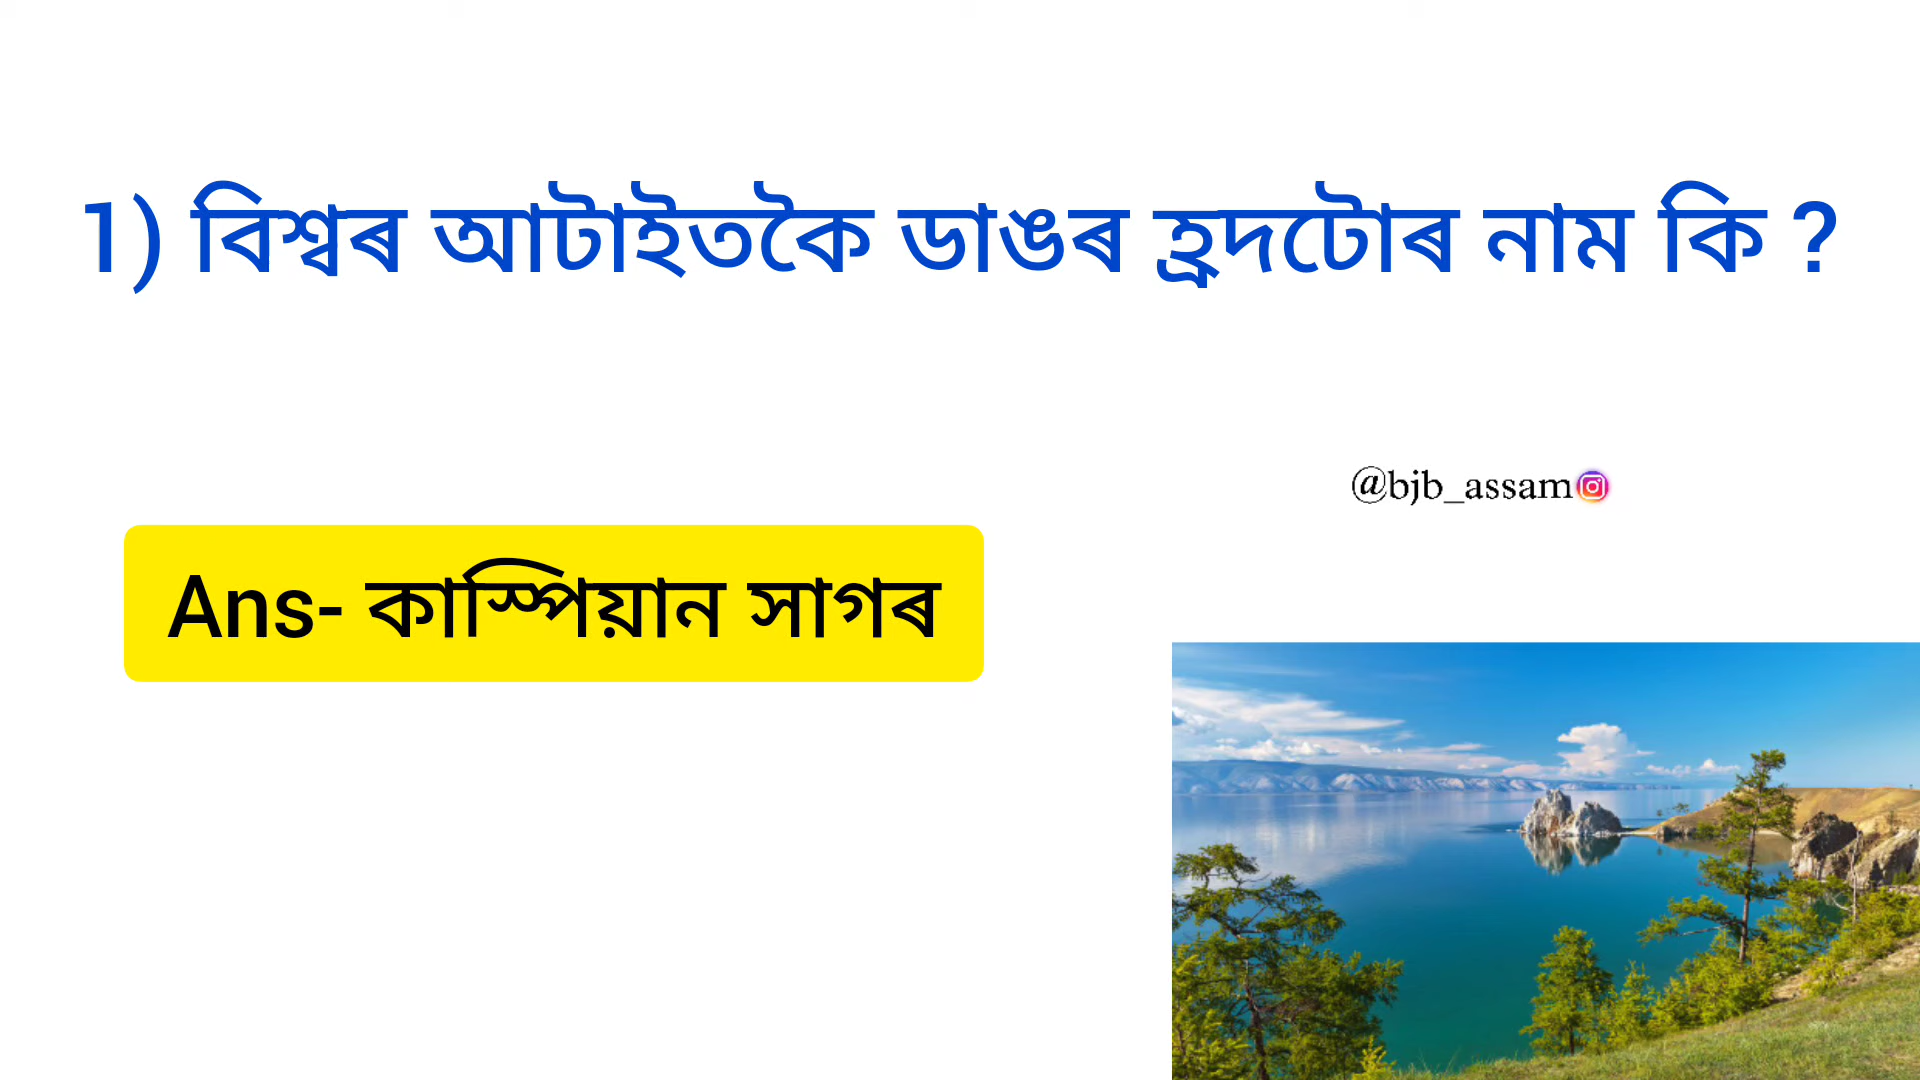 1) বিশ্বৰ আটাইতকৈ ডাঙৰ হ্ৰদটোৰ নাম কি ?
@bjb_assam
Ans- কাস্পিয়ান সাগৰ